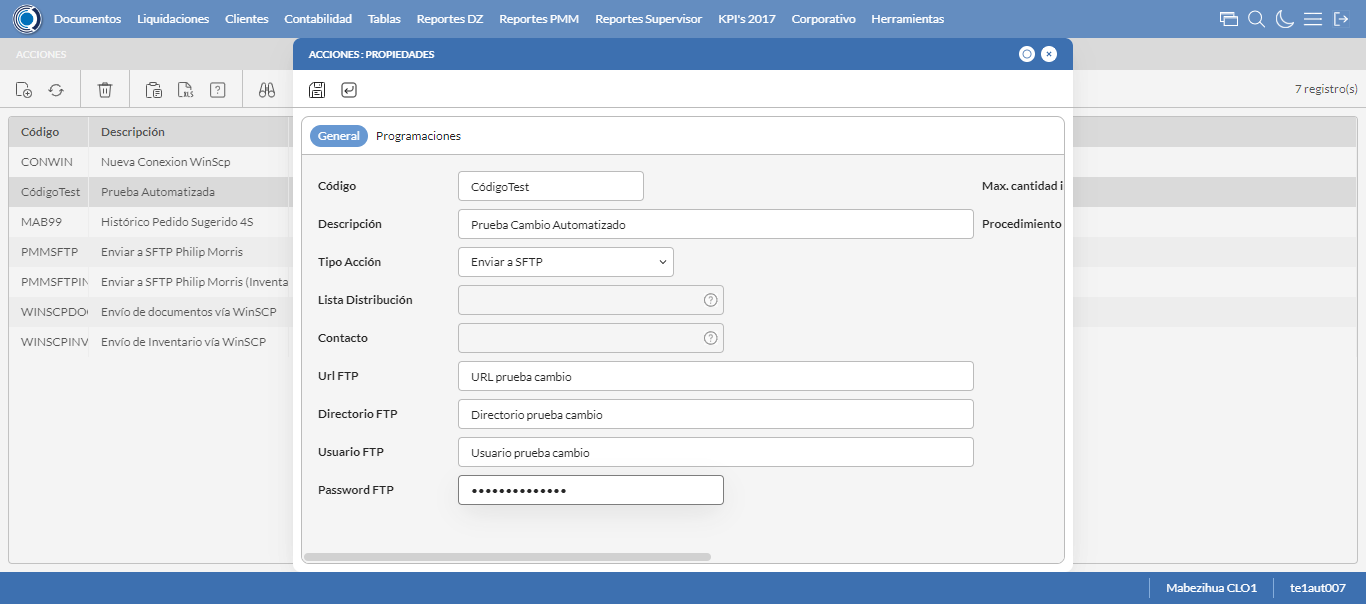 Documentos Liquidaciones Clientes Contabilidad Tablas Reportes DZ Reportes PMM Reportes Supervisor KPI's 2017 Corporativo Herramientas
ACCIONES
ACCIONES : PROPIEDADES
XLS
7 registro(s)
Código Descripción
CONWIN Nueva Conexion WinScp
CódigoTest Prueba Automatizada
MAB99 Histórico Pedido Sugerido 4S
PMMSFTP Enviar a SFTP Philip Morris
PMMSFTPIN Enviar a SFTP Philip Morris (Inventa
WINSCPDO Envío de documentos vía WinSCP
WINSCPINV Envío de Inventario vía WinSCP
General Programaciones
Código CódigoTest Max. cantidad i
Descripción Prueba Cambio Automatizado Procedimiento
Tipo Acción Enviar a SFTP
Lista Distribución
Contacto
Url FTP URL prueba cambio
Directorio FTP Directorio prueba cambio
Usuario FTP Usuario prueba cambio
Password FTP ••••••••••••••
Mabezihua CLO1 te1aut007